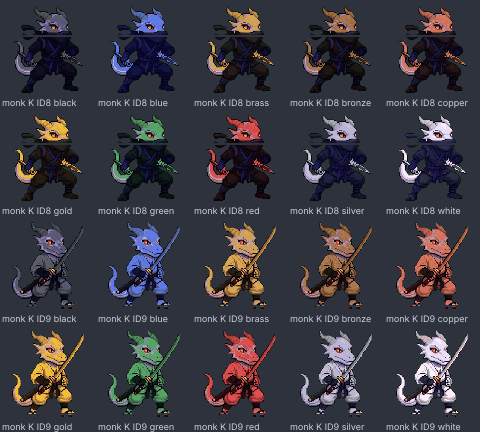 monk K ID8 black
monk K ID8 blue
monk K ID8 brass
monk K ID8 bronze
monk K ID8 copper
monk K ID8 gold
monk K ID8 green
monk K ID8 red
monk K ID8 silver
monk K ID8 white
monk K ID9 black
monk K ID9 blue
monk K ID9 brass
monk K ID9 bronze
monk K ID9 copper
monk K ID9 gold
monk K ID9 green
monk K ID9 red
monk K ID9 silver
monk K ID9 white